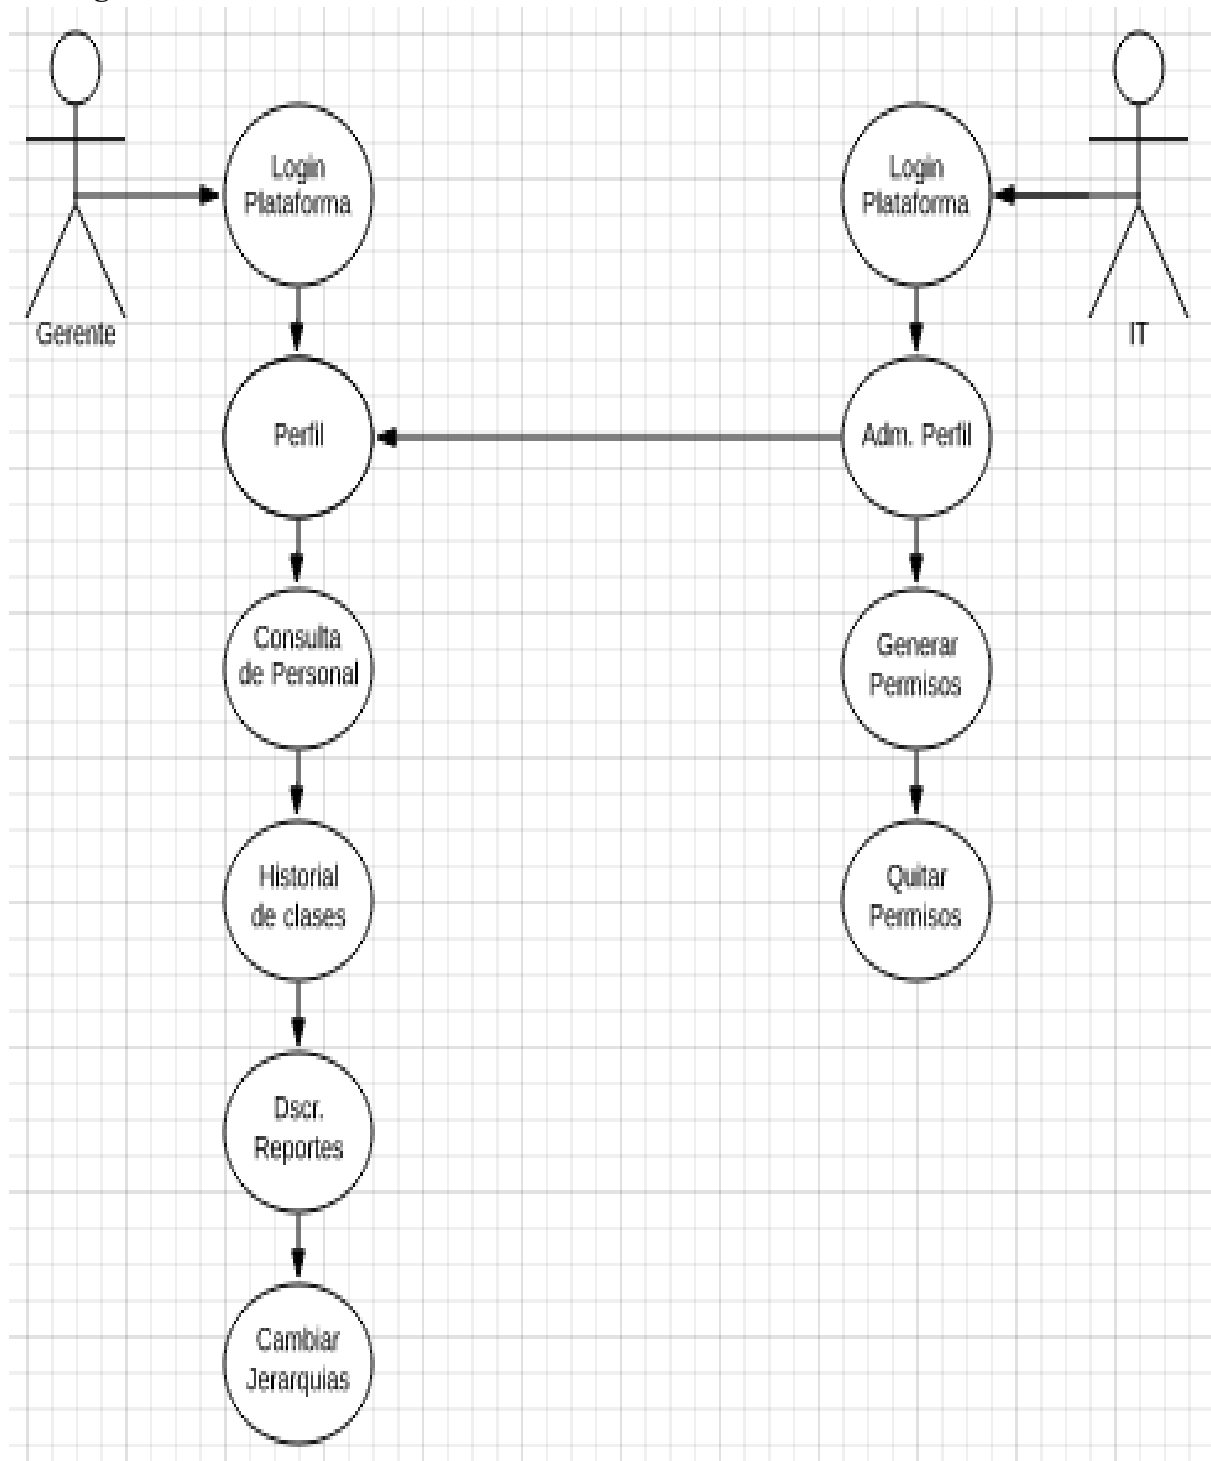 Login
Plataforma
Login
Plataforma
Gerente
IT
Perfil
Adm. Perfil
Consulta
de Personal
Generar
Permisos
Historial
de clases
Quitar
Permisos
Dscr.
Reportes
Cambiar
Jerarquias